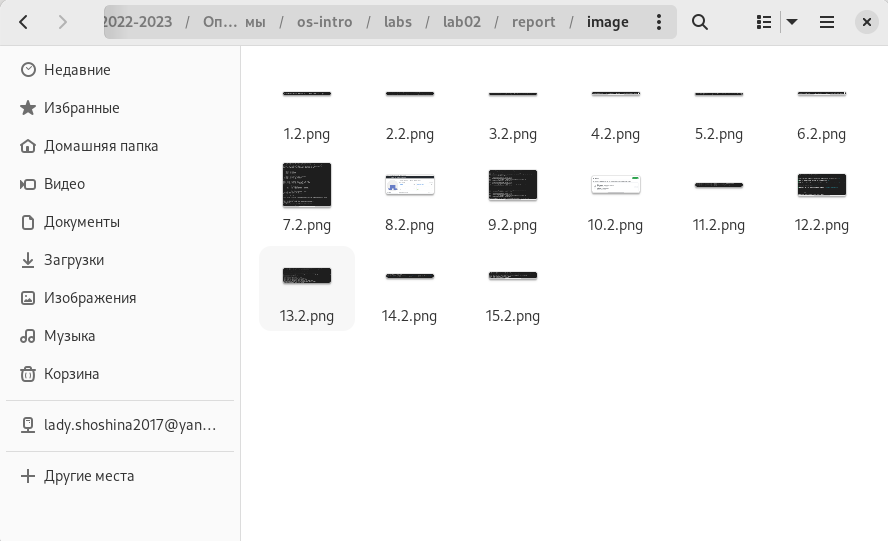 2022-2023 / Оп… мы / os-intro / labs / lab02 / report / image
Недавние
Избранные
Домашняя папка
Видео
Документы
Загрузки
Изображения
Музыка
Корзина
lady.shoshina2017@yan…
Другие места
1.2.png 2.2.png 3.2.png 4.2.png 5.2.png 6.2.png
7.2.png 8.2.png 9.2.png 10.2.png 11.2.png 12.2.png
13.2.png 14.2.png 15.2.png